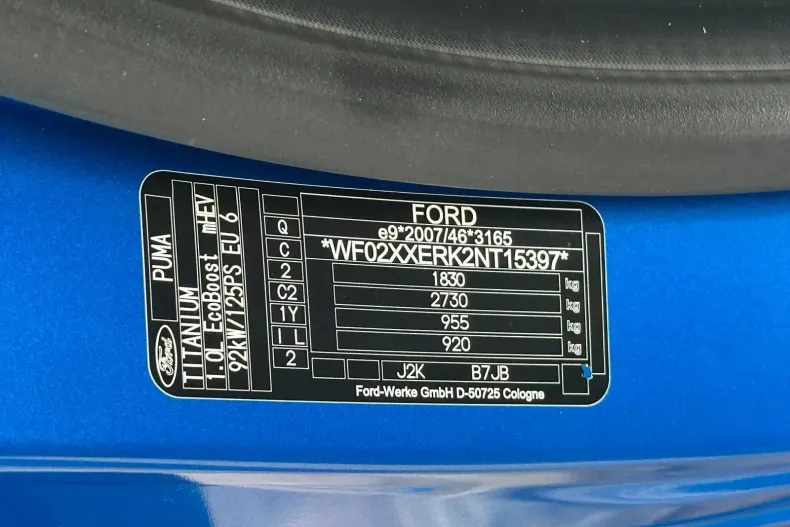 FORD
e9*2007/46*3165
*WF02XXERK2NT15397*
1830 kg
2730 kg
955 kg
920 kg
J2K B7JB
Ford-Werke GmbH D-50725 Cologne
Q
C
2
C2
1Y
I L
2
Ford
PUMA
TITANIUM
1.0L EcoBoost mHEV
92kW/125PS EU 6